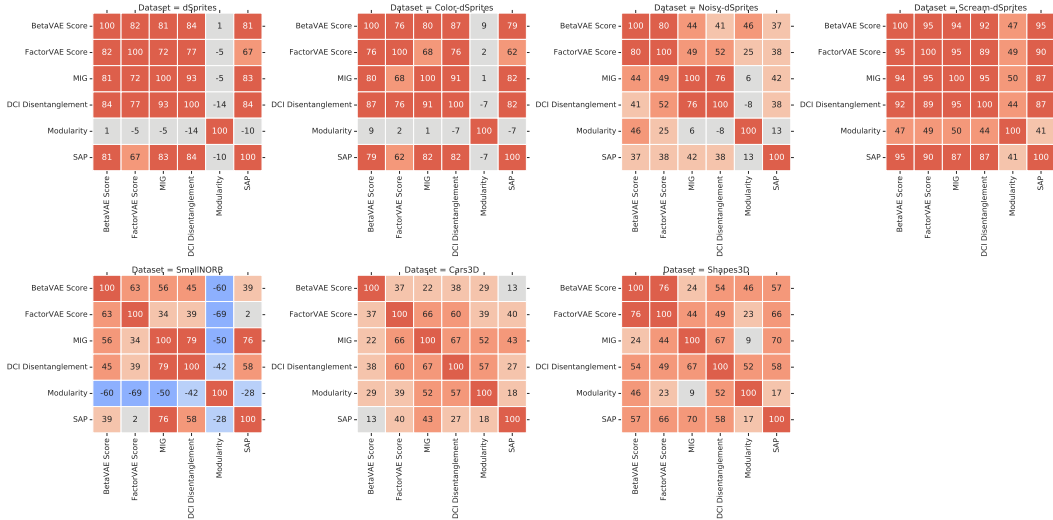 Dataset = dSprites
BetaVAE Score 100 82 81 84 1 81
FactorVAE Score 82 100 72 77 -5 67
MIG 81 72 100 93 -5 83
DCI Disentanglement 84 77 93 100 -14 84
Modularity 1 -5 -5 -14 100 -10
SAP 81 67 83 84 -10 100
BetaVAE Score
FactorVAE Score
MIG
DCI Disentanglement
Modularity
SAP
Dataset = Color-dSprites
BetaVAE Score 100 76 80 87 9 79
FactorVAE Score 76 100 68 76 2 62
MIG 80 68 100 91 1 82
DCI Disentanglement 87 76 91 100 -7 82
Modularity 9 2 1 -7 100 -7
SAP 79 62 82 82 -7 100
BetaVAE Score
FactorVAE Score
MIG
DCI Disentanglement
Modularity
SAP
Dataset = Noisy-dSprites
BetaVAE Score 100 80 44 41 46 37
FactorVAE Score 80 100 49 52 25 38
MIG 44 49 100 76 6 42
DCI Disentanglement 41 52 76 100 -8 38
Modularity 46 25 6 -8 100 13
SAP 37 38 42 38 13 100
BetaVAE Score
FactorVAE Score
MIG
DCI Disentanglement
Modularity
SAP
Dataset = Scream-dSprites
BetaVAE Score 100 95 94 92 47 95
FactorVAE Score 95 100 95 89 49 90
MIG 94 95 100 95 50 87
DCI Disentanglement 92 89 95 100 44 87
Modularity 47 49 50 44 100 41
SAP 95 90 87 87 41 100
BetaVAE Score
FactorVAE Score
MIG
DCI Disentanglement
Modularity
SAP
Dataset = SmallNORB
BetaVAE Score 100 63 56 45 -60 39
FactorVAE Score 63 100 34 39 -69 2
MIG 56 34 100 79 -50 76
DCI Disentanglement 45 39 79 100 -42 58
Modularity -60 -69 -50 -42 100 -28
SAP 39 2 76 58 -28 100
BetaVAE Score
FactorVAE Score
MIG
DCI Disentanglement
Modularity
SAP
Dataset = Cars3D
BetaVAE Score 100 37 22 38 29 13
FactorVAE Score 37 100 66 60 39 40
MIG 22 66 100 67 52 43
DCI Disentanglement 38 60 67 100 57 27
Modularity 29 39 52 57 100 18
SAP 13 40 43 27 18 100
BetaVAE Score
FactorVAE Score
MIG
DCI Disentanglement
Modularity
SAP
Dataset = Shapes3D
BetaVAE Score 100 76 24 54 46 57
FactorVAE Score 76 100 44 49 23 66
MIG 24 44 100 67 9 70
DCI Disentanglement 54 49 67 100 52 58
Modularity 46 23 9 52 100 17
SAP 57 66 70 58 17 100
BetaVAE Score
FactorVAE Score
MIG
DCI Disentanglement
Modularity
SAP